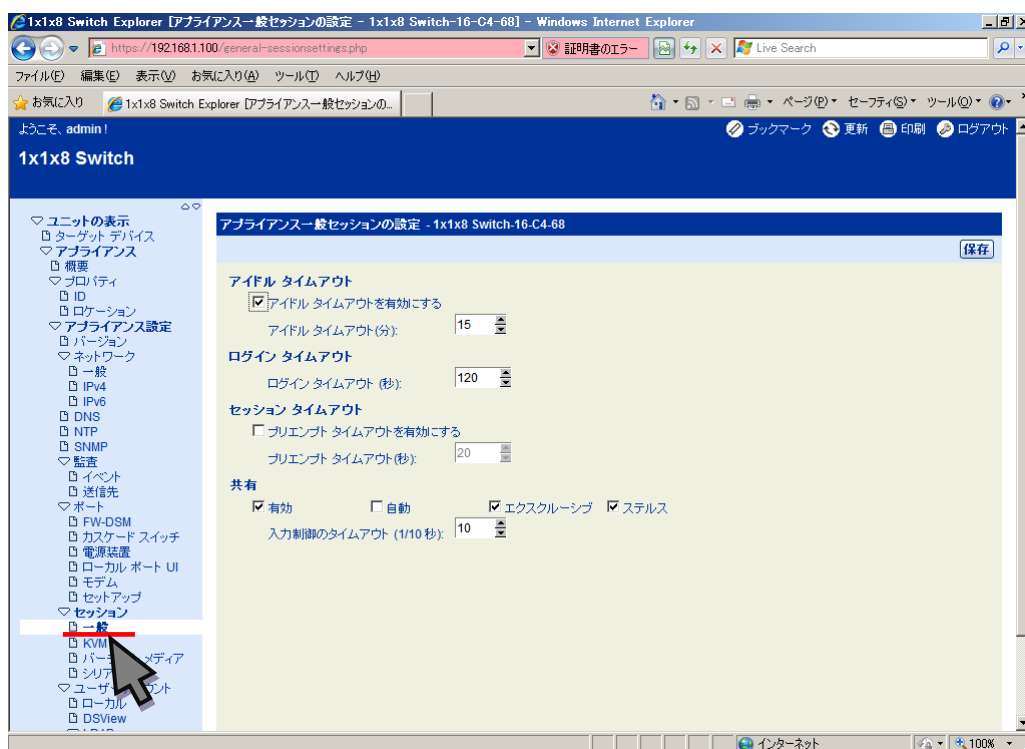 1x1x8 Switch Explorer [アプライアンス一般セッションの設定 - 1x1x8 Switch-16-C4-68] - Windows Internet Explorer
https://192.168.1.100/general-sessionsettings.php
証明書のエラー
Live Search
ファイル(F) 編集(E) 表示(V) お気に入り(A) ツール(T) ヘルプ(H)
お気に入り
1x1x8 Switch Explorer [アプライアンス一般セッションの...
ページ(P) セーフティ(S) ツール(O)
ようこそ、admin !
ブックマーク 更新 印刷 ログアウト
1x1x8 Switch
ユニットの表示
ターゲット デバイス
アプライアンス
概要
プロパティ
ID
ロケーション
アプライアンス設定
バージョン
ネットワーク
一般
IPv4
IPv6
DNS
NTP
SNMP
監査
イベント
送信先
ポート
FW-DSM
カスケード スイッチ
電源装置
ローカル ポート UI
モデム
セットアップ
セッション
一般
KVM
メディア
シリア
ユーザー
ローカル
DSView
アプライアンス一般セッションの設定 - 1x1x8 Switch-16-C4-68
保存
アイドル タイムアウト
アイドル タイムアウトを有効にする
アイドル タイムアウト(分): 15
ログイン タイムアウト
ログイン タイムアウト (秒): 120
セッション タイムアウト
プリエンプト タイムアウトを有効にする
プリエンプト タイムアウト(秒): 20
共有
有効 自動 エクスクルーシブ ステルス
入力制御のタイムアウト (1/10 秒): 10
インターネット
100%